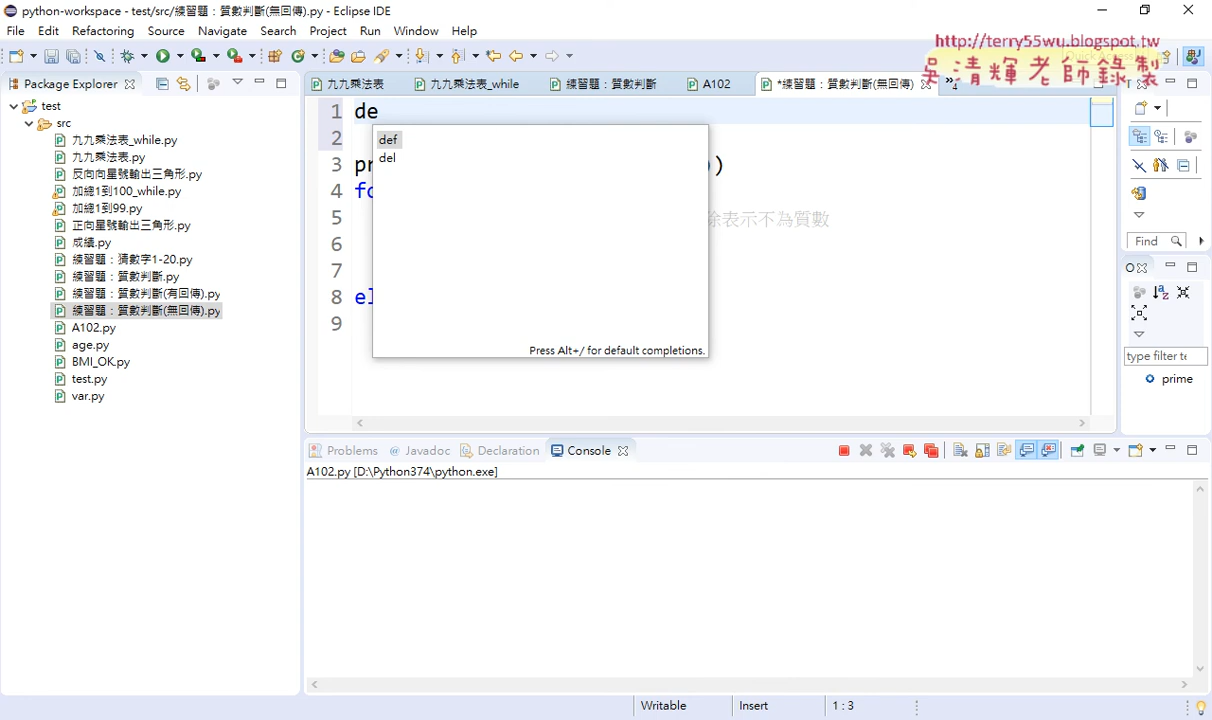 python-workspace - test/src/練習題：質數判斷(無回傳).py - Eclipse IDE
File Edit Refactoring Source Navigate Search Project Run Window Help
http://terry55wu.blogspot.tw
吳清輝老師錄製
Package Explorer
九九乘法表 九九乘法表_while 練習題：質數判斷 A102 *練習題：質數判斷(無回傳)
test
src
九九乘法表_while.py
九九乘法表.py
反向向星號輸出三角形.py
加總1到100_while.py
加總1到99.py
正向星號輸出三角形.py
成績.py
練習題：猜數字1-20.py
練習題：質數判斷.py
練習題：質數判斷(有回傳).py
練習題：質數判斷(無回傳).py
A102.py
age.py
BMI_OK.py
test.py
var.py
1 de
2
3 pr ))
4 fo
5 除表示不為質數
6
7
8 el
9
def
del
Press Alt+/ for default completions.
Find
type filter te
prime
Problems Javadoc Declaration Console
A102.py [D:\Python374\python.exe]
Writable Insert 1 : 3